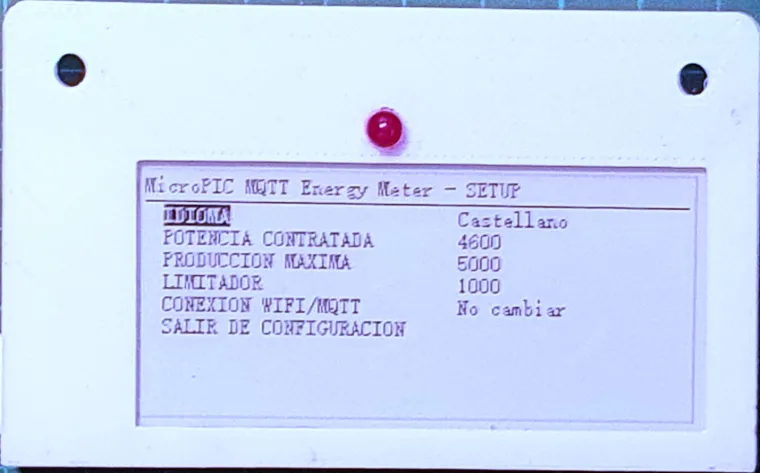 MicroPIC MQTT Energy Meter - SETUP
IDIOMA Castellano
POTENCIA CONTRATADA 4600
PRODUCCION MAXIMA 5000
LIMITADOR 1000
CONEXION WIFI/MQTT No cambiar
SALIR DE CONFIGURACION